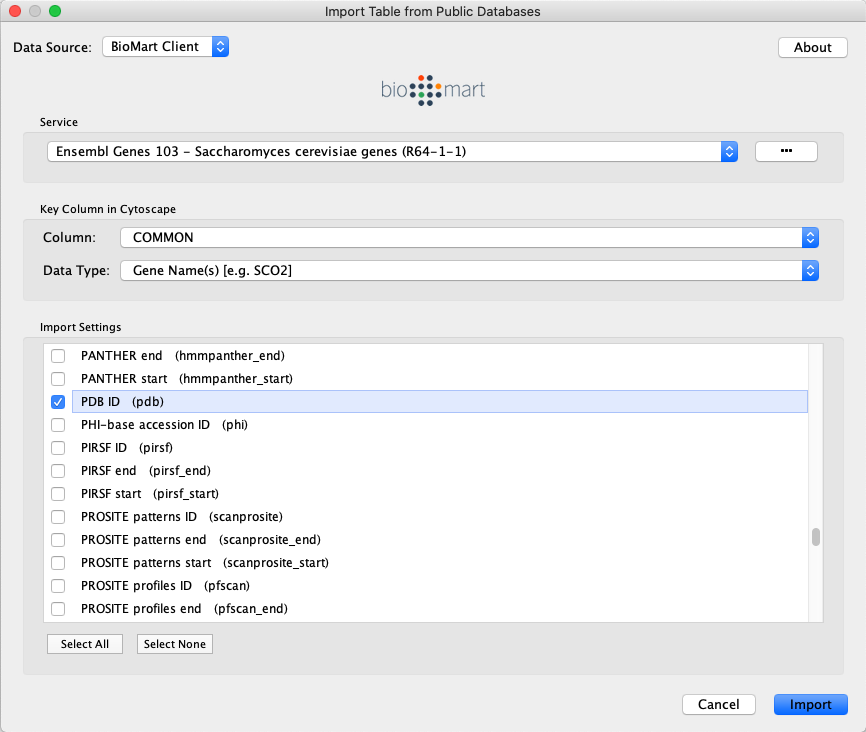 Import Table from Public Databases
Data Source: BioMart Client About
bio mart
Service
Ensembl Genes 103 – Saccharomyces cerevisiae genes (R64-1-1) ···
Key Column in Cytoscape
Column: COMMON
Data Type: Gene Name(s) [e.g. SCO2]
Import Settings
PANTHER end (hmmpanther_end)
PANTHER start (hmmpanther_start)
PDB ID (pdb)
PHI-base accession ID (phi)
PIRSF ID (pirsf)
PIRSF end (pirsf_end)
PIRSF start (pirsf_start)
PROSITE patterns ID (scanprosite)
PROSITE patterns end (scanprosite_end)
PROSITE patterns start (scanprosite_start)
PROSITE profiles ID (pfscan)
PROSITE profiles end (pfscan_end)
Select All Select None
Cancel Import